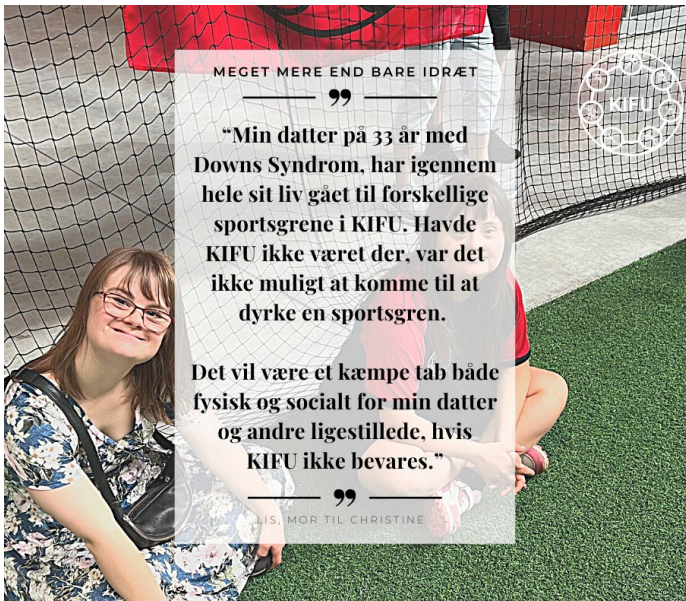 MEGET MERE END BARE IDRÆT
KIFU
”
“Min datter på 33 år med
Downs Syndrom, har igennem
hele sit liv gået til forskellige
sportsgrene i KIFU. Havde
KIFU ikke været der, var det
ikke muligt at komme til at
dyrke en sportsgren.
Det vil være et kæmpe tab både
fysisk og socialt for min datter
og andre ligestillede, hvis
KIFU ikke bevares.”
”
LIS, MOR TIL CHRISTINE